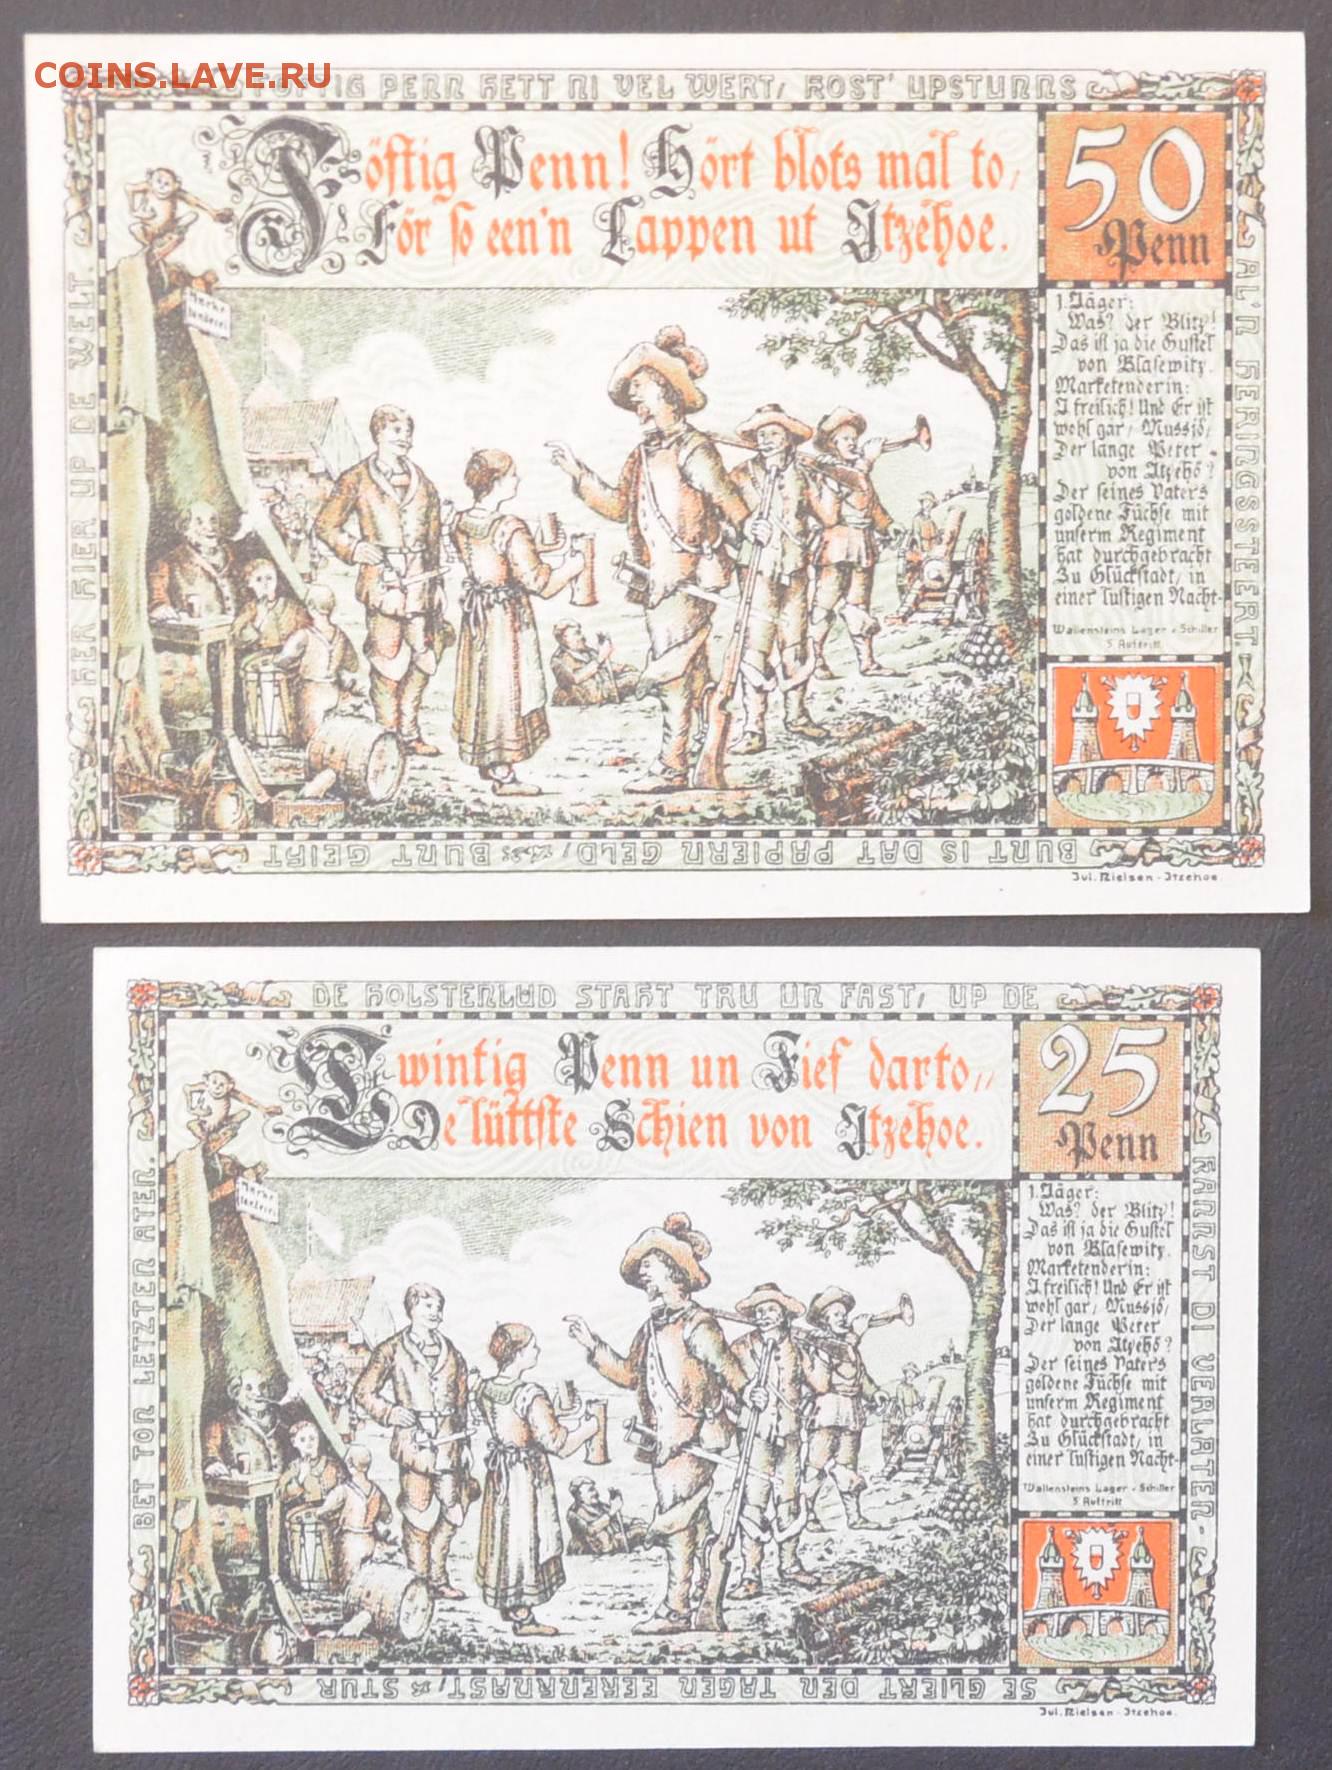 COINS.LAVE.RU
FÖFTIG PENN HETT NI VEL WERT, KOST' UPSTUNNS
Föftig Penn! Hört blots mal to,
För so een'n Lappen ut Itzehoe.
50
Penn
1. Jäger:
Was? der Blitz!
Das ist ja die Gustel
von Blasewitz.
Marketenderin:
I freilich! Und Er ist
wohl gar, Mussjö,
Der lange Peter
von Itzehö?
Der seines Vaters
goldene Füchse mit
unserm Regiment
hat durchgebracht
Zu Glückstadt, in
einer lustigen Nacht-
Wallensteins Lager v. Schiller
5. Auftritt
AL'N HERINGSSTEERT.
BUNT IS DAT PAPIERN GELD, BUNT GEIHT
HER HIER UP DE WELT.
Jul. Nielsen-Itzehoe
DE HOLSTENLUD STAHT TRU UN FAST, UP DE
Twintig Penn un Fief darto,
De lüttste Schien von Itzehoe.
25
Penn
1. Jäger:
Was? der Blitz!
Das ist ja die Gustel
von Blasewitz.
Marketenderin:
I freilich! Und Er ist
wohl gar, Mussjö,
Der lange Peter
von Itzehö?
Der seines Vaters
goldene Füchse mit
unserm Regiment
hat durchgebracht
Zu Glückstadt, in
einer lustigen Nacht-
Wallensteins Lager v. Schiller
5 Auftritt
KANNST DI VERLATEN-
SE GLIEKT DEN TAGEN EEKENKNAST, STUR
BET TON LETZTEN ATEN.
Jul. Nielsen-Itzehoe.